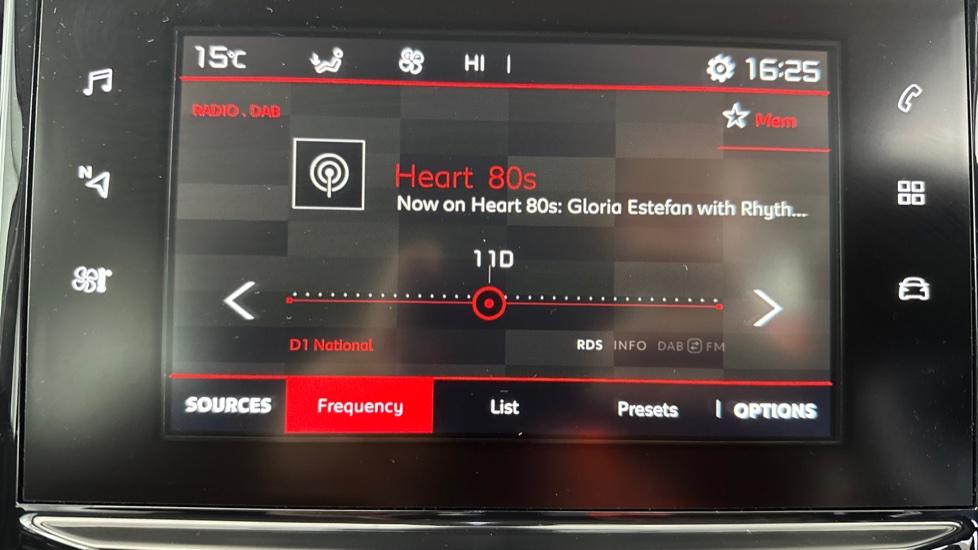 15°C HI 16:25
RADIO . DAB
Mem
Heart 80s
Now on Heart 80s: Gloria Estefan with Rhyth...
N
11D
D1 National
RDS INFO DAB FM
SOURCES Frequency List Presets OPTIONS